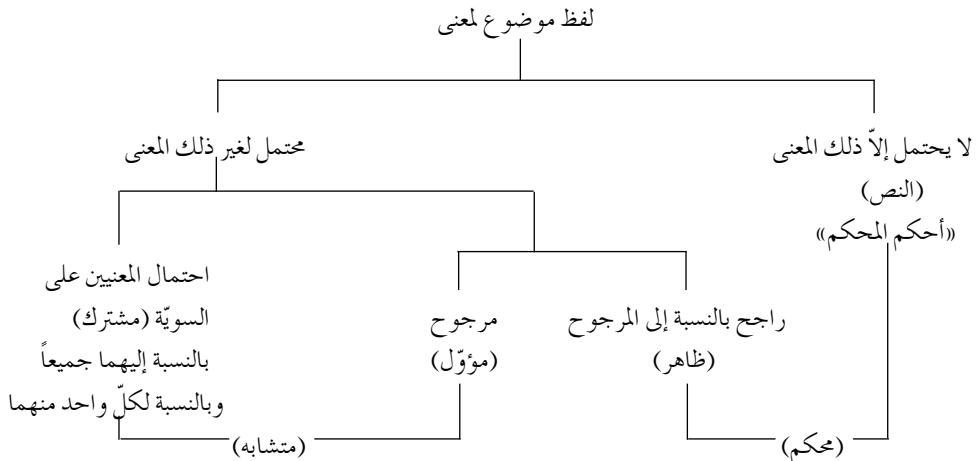 لفظ موضوع لمعنى
لا يحتمل إلاّ ذلك المعنى
(النص)
«أحكم المحكم»
محتمل لغير ذلك المعنى
راجح بالنسبة إلى المرجوح
(ظاهر)
مرجوح
(مؤوّل)
احتمال المعنيين على
السويّة (مشترك)
بالنسبة إليهما جميعاً
وبالنسبة لكلّ واحد منهما
(محكم)
(متشابه)